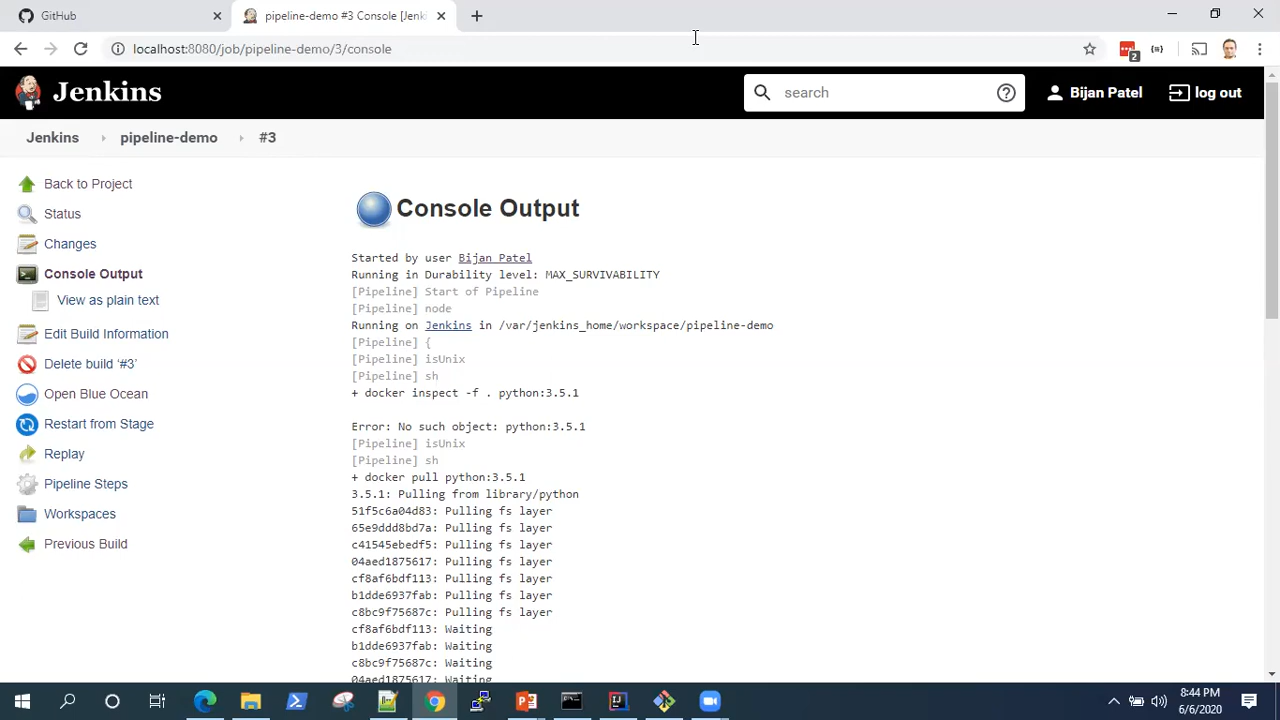 GitHub
pipeline-demo #3 Console [Jenki
localhost:8080/job/pipeline-demo/3/console
2
Jenkins
search
Bijan Patel
log out
Jenkins
pipeline-demo
#3
Back to Project
Status
Changes
Console Output
View as plain text
Edit Build Information
Delete build ‘#3’
Open Blue Ocean
Restart from Stage
Replay
Pipeline Steps
Workspaces
Previous Build
Console Output
Started by user Bijan Patel
Running in Durability level: MAX_SURVIVABILITY
[Pipeline] Start of Pipeline
[Pipeline] node
Running on Jenkins in /var/jenkins_home/workspace/pipeline-demo
[Pipeline] {
[Pipeline] isUnix
[Pipeline] sh
+ docker inspect -f . python:3.5.1
Error: No such object: python:3.5.1
[Pipeline] isUnix
[Pipeline] sh
+ docker pull python:3.5.1
3.5.1: Pulling from library/python
51f5c6a04d83: Pulling fs layer
65e9ddd8bd7a: Pulling fs layer
c41545ebedf5: Pulling fs layer
04aed1875617: Pulling fs layer
cf8af6bdf113: Pulling fs layer
b1dde6937fab: Pulling fs layer
c8bc9f75687c: Pulling fs layer
cf8af6bdf113: Waiting
b1dde6937fab: Waiting
c8bc9f75687c: Waiting
04aed1875617: Waiting
8:44 PM
6/6/2020